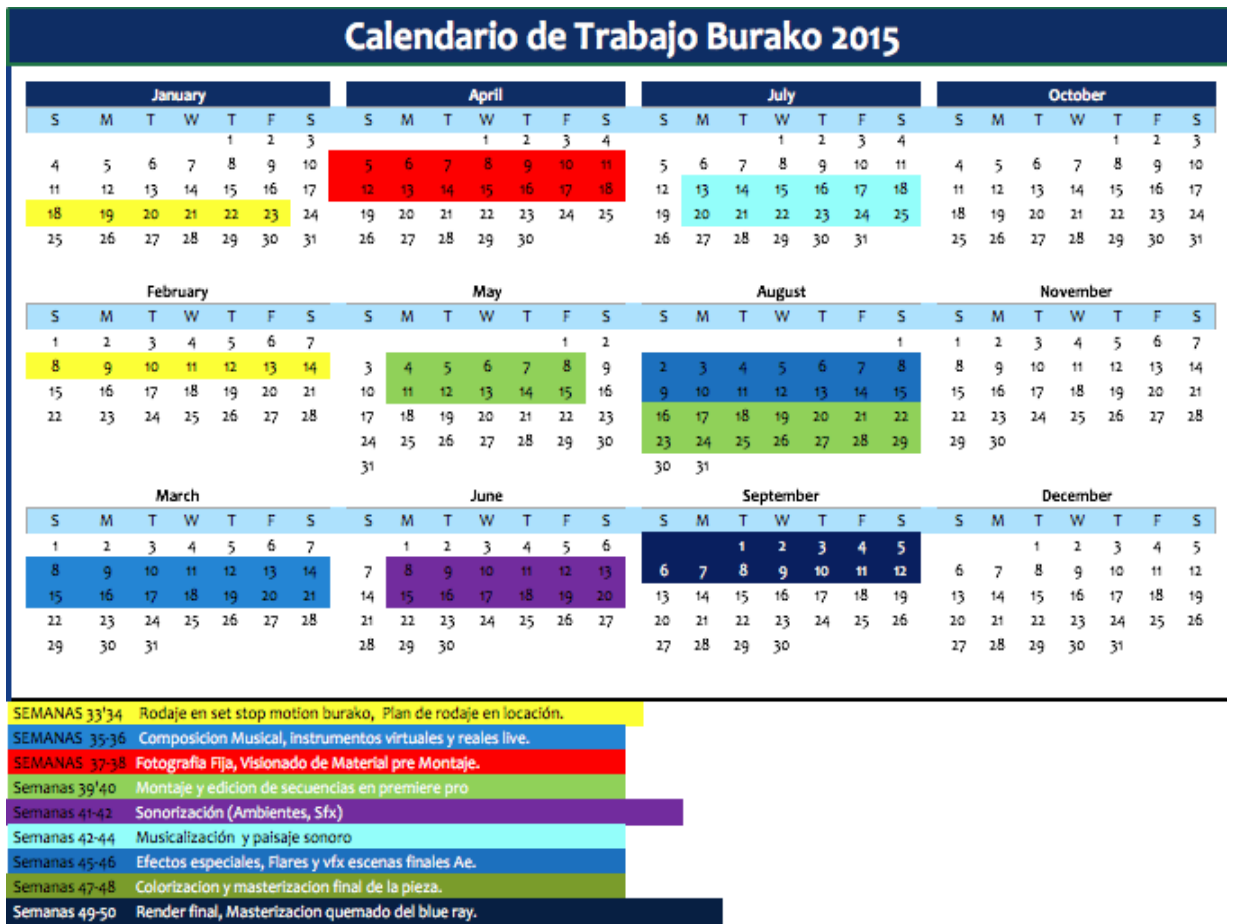 Calendario de Trabajo Burako 2015
January April July October
S M T W T F S S M T W T F S S M T W T F S S M T W T F S
1 2 3 1 2 3 4 1 2 3 4 1 2 3
4 5 6 7 8 9 10 5 6 7 8 9 10 11 5 6 7 8 9 10 11 4 5 6 7 8 9 10
11 12 13 14 15 16 17 12 13 14 15 16 17 18 12 13 14 15 16 17 18 11 12 13 14 15 16 17
18 19 20 21 22 23 24 19 20 21 22 23 24 25 19 20 21 22 23 24 25 18 19 20 21 22 23 24
25 26 27 28 29 30 31 26 27 28 29 30 26 27 28 29 30 31 25 26 27 28 29 30 31
February May August November
S M T W T F S S M T W T F S S M T W T F S S M T W T F S
1 2 3 4 5 6 7 1 2 1 1 2 3 4 5 6 7
8 9 10 11 12 13 14 3 4 5 6 7 8 9 2 3 4 5 6 7 8 8 9 10 11 12 13 14
15 16 17 18 19 20 21 10 11 12 13 14 15 16 9 10 11 12 13 14 15 15 16 17 18 19 20 21
22 23 24 25 26 27 28 17 18 19 20 21 22 23 16 17 18 19 20 21 22 22 23 24 25 26 27 28
24 25 26 27 28 29 30 23 24 25 26 27 28 29 29 30
31 30 31
March June September December
S M T W T F S S M T W T F S S M T W T F S S M T W T F S
1 2 3 4 5 6 7 1 2 3 4 5 6 1 2 3 4 5 1 2 3 4 5
8 9 10 11 12 13 14 7 8 9 10 11 12 13 6 7 8 9 10 11 12 6 7 8 9 10 11 12
15 16 17 18 19 20 21 14 15 16 17 18 19 20 13 14 15 16 17 18 19 13 14 15 16 17 18 19
22 23 24 25 26 27 28 21 22 23 24 25 26 27 20 21 22 23 24 25 26 20 21 22 23 24 25 26
29 30 31 28 29 30 27 28 29 30 27 28 29 30 31
SEMANAS 33'34 Rodaje en set stop motion burako, Plan de rodaje en locación.
SEMANAS 35-36 Composicion Musical, instrumentos virtuales y reales live.
SEMANAS 37-38 Fotografia Fija, Visionado de Material pre Montaje.
Semanas 39'40 Montaje y edicion de secuencias en premiere pro
Semanas 41-42 Sonorización (Ambientes, Sfx)
Semanas 42-44 Musicalización y paisaje sonoro
Semanas 45-46 Efectos especiales, Flares y vfx escenas finales Ae.
Semanas 47-48 Colorizacion y masterizacion final de la pieza.
Semanas 49-50 Render final, Masterizacion quemado del blue ray.